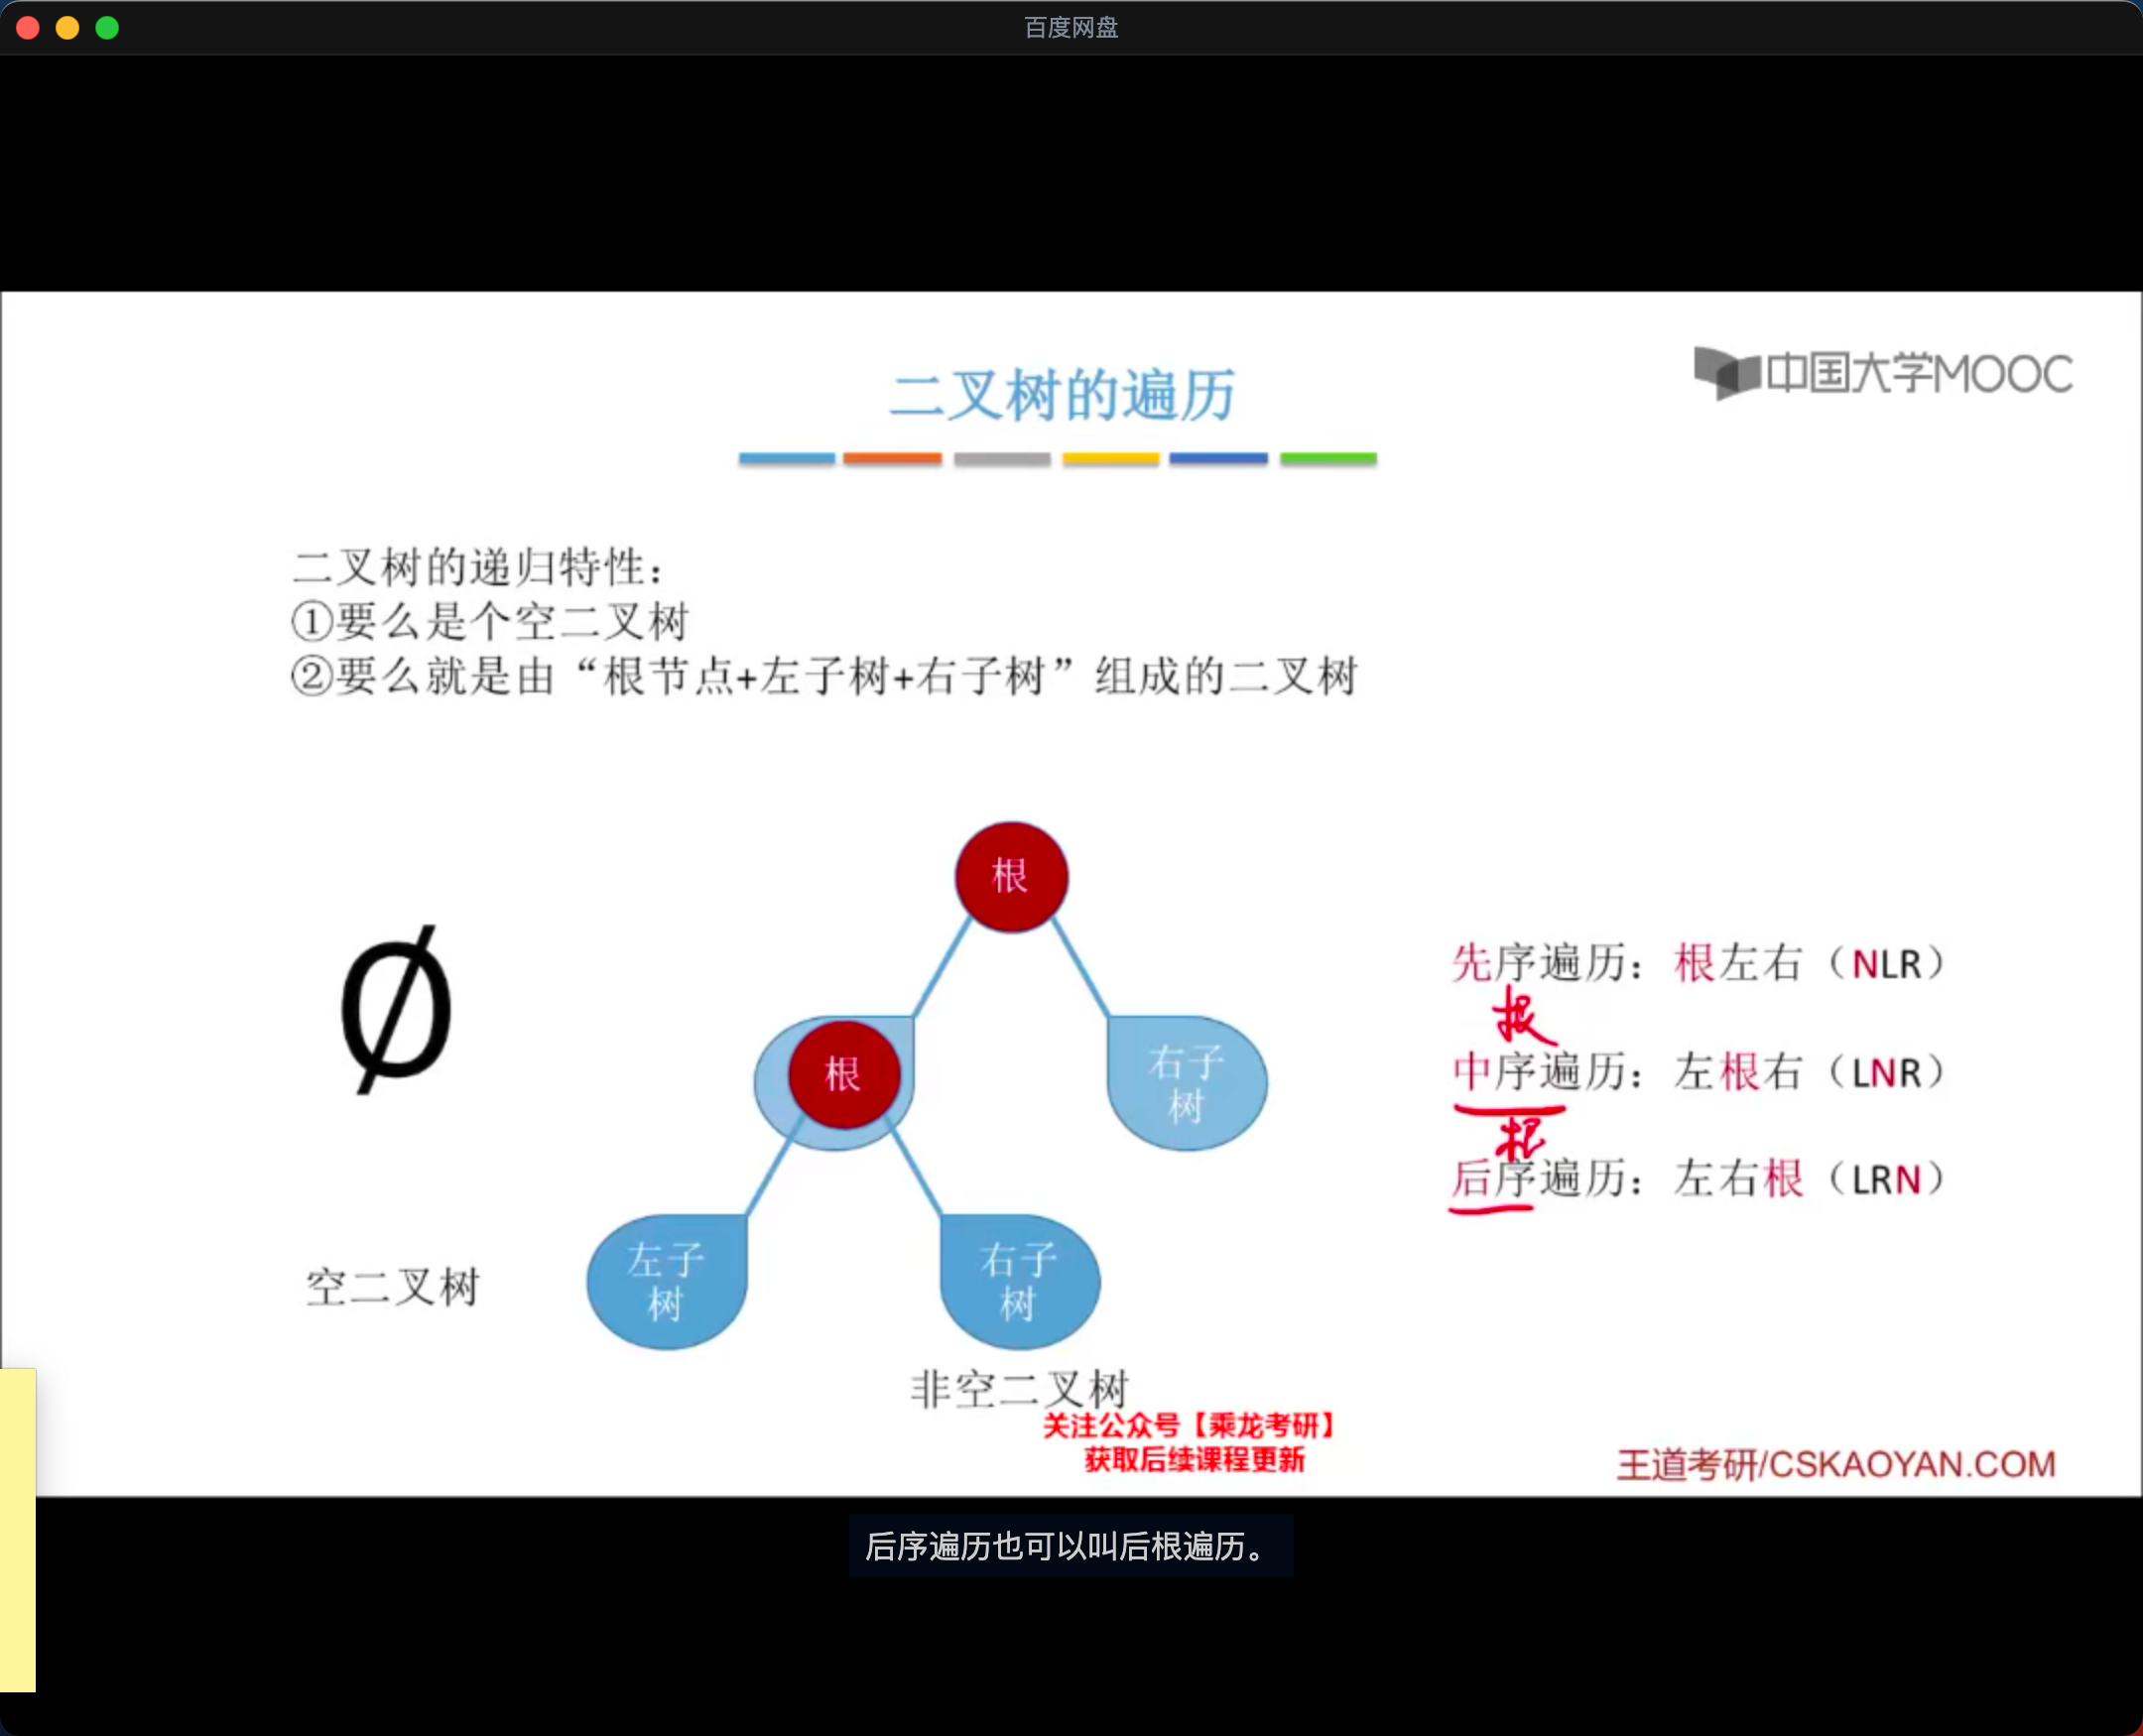 百度网盘
二叉树的遍历
中国大学MOOC
二叉树的递归特性：
①要么是个空二叉树
②要么就是由“根节点+左子树+右子树”组成的二叉树
根
根
右子
树
左子
树
右子
树
空二叉树
非空二叉树
先序遍历：根左右（NLR）
根
中序遍历：左根右（LNR）
根
后序遍历：左右根（LRN）
关注公众号【乘龙考研】
获取后续课程更新
王道考研/CSKAOYAN.COM
后序遍历也可以叫后根遍历。